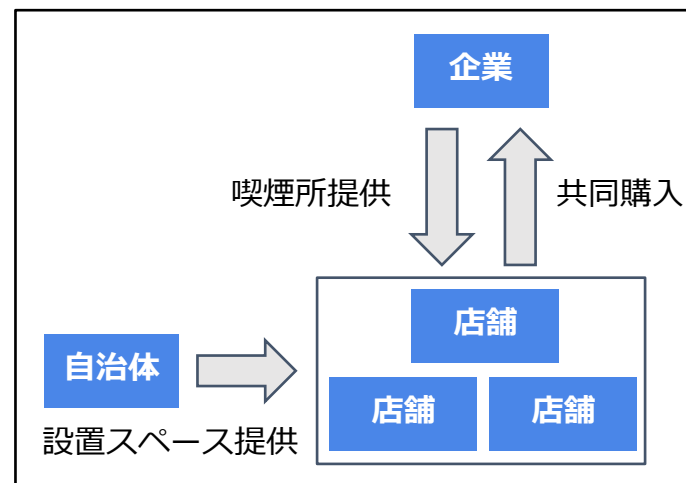 企業
喫煙所提供
共同購入
店舗
自治体
店舗
店舗
設置スペース提供